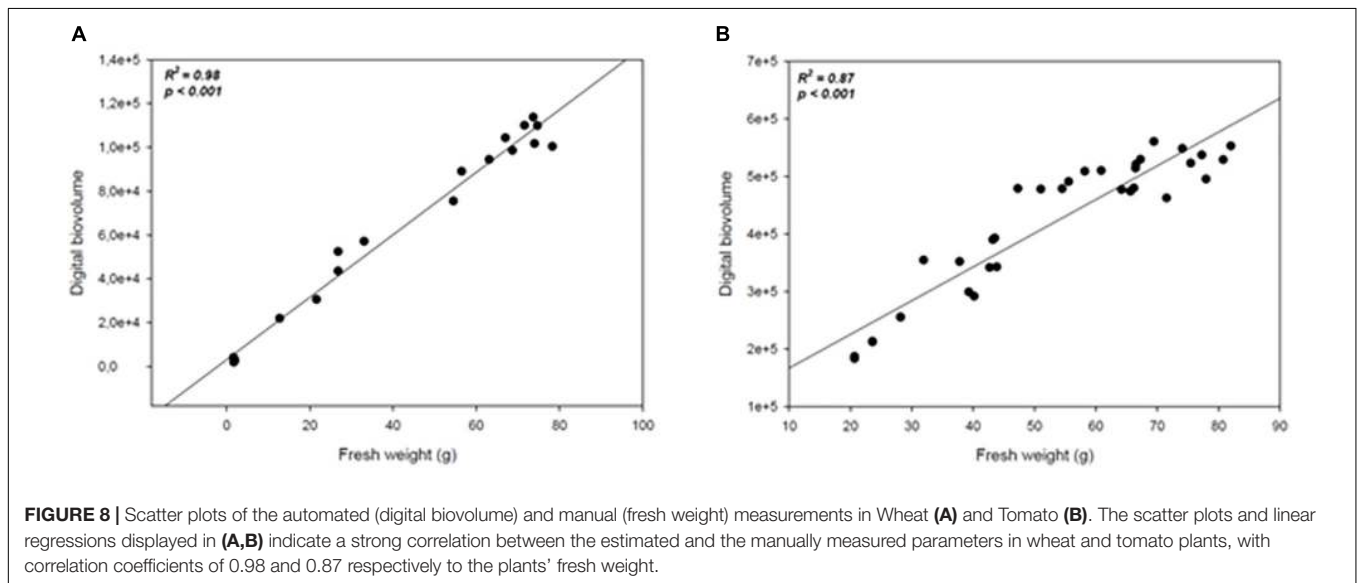 A
R² = 0.98
p < 0.001
1,4e+5
1,2e+5
1,0e+5
8,0e+4
6,0e+4
4,0e+4
2,0e+4
0,0
Digital biovolume
0 20 40 60 80 100
Fresh weight (g)
B
R² = 0.87
p < 0.001
7e+5
6e+5
5e+5
4e+5
3e+5
2e+5
1e+5
Digital biovolume
10 20 30 40 50 60 70 80 90
Fresh weight (g)
FIGURE 8 | Scatter plots of the automated (digital biovolume) and manual (fresh weight) measurements in Wheat (A) and Tomato (B). The scatter plots and linear
regressions displayed in (A,B) indicate a strong correlation between the estimated and the manually measured parameters in wheat and tomato plants, with
correlation coefficients of 0.98 and 0.87 respectively to the plants' fresh weight.